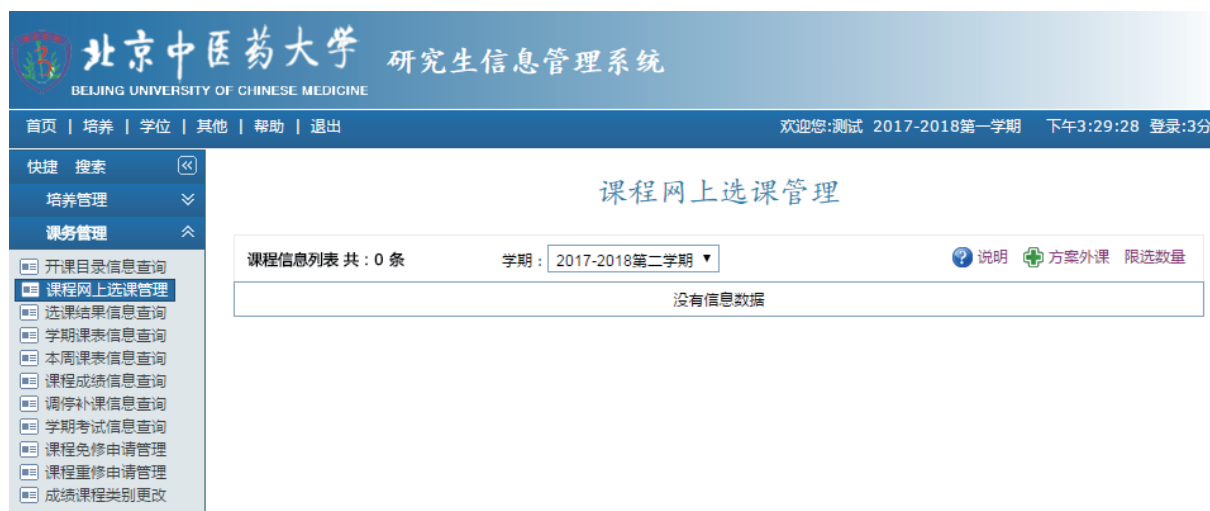 北京中医药大学 研究生信息管理系统
BEIJING UNIVERSITY OF CHINESE MEDICINE
首页 | 培养 | 学位 | 其他 | 帮助 | 退出 欢迎您:测试 2017-2018第一学期 下午3:29:28 登录:3分
快捷 搜索
培养管理
课务管理
开课目录信息查询
课程网上选课管理
选课结果信息查询
学期课表信息查询
本周课表信息查询
课程成绩信息查询
调停补课信息查询
学期考试信息查询
课程免修申请管理
课程重修申请管理
成绩课程类别更改
课程网上选课管理
课程信息列表 共：0 条 学期： 2017-2018第二学期 说明 方案外课 限选数量
没有信息数据